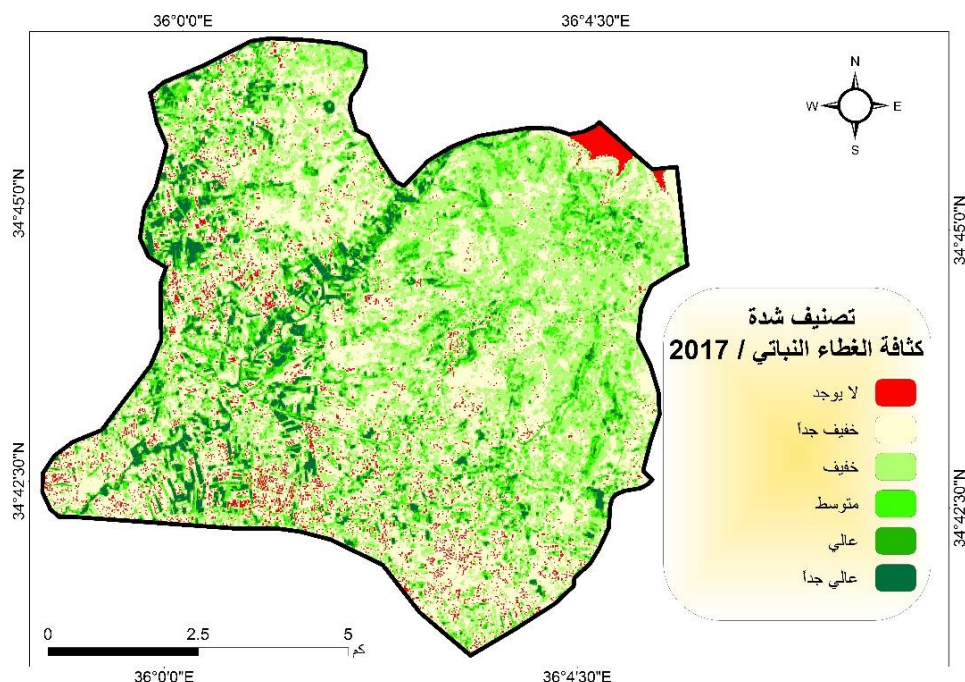 36°0'0"E
36°4'30"E
N
W E
S
34°45'0"N
34°45'0"N
تصنيف شدة
كثافة الغطاء النباتي / 2017
لا يوجد
خفيف جداً
خفيف
متوسط
عالي
عالي جداً
34°42'30"N
34°42'30"N
0 2.5 5
كم
36°0'0"E
36°4'30"E